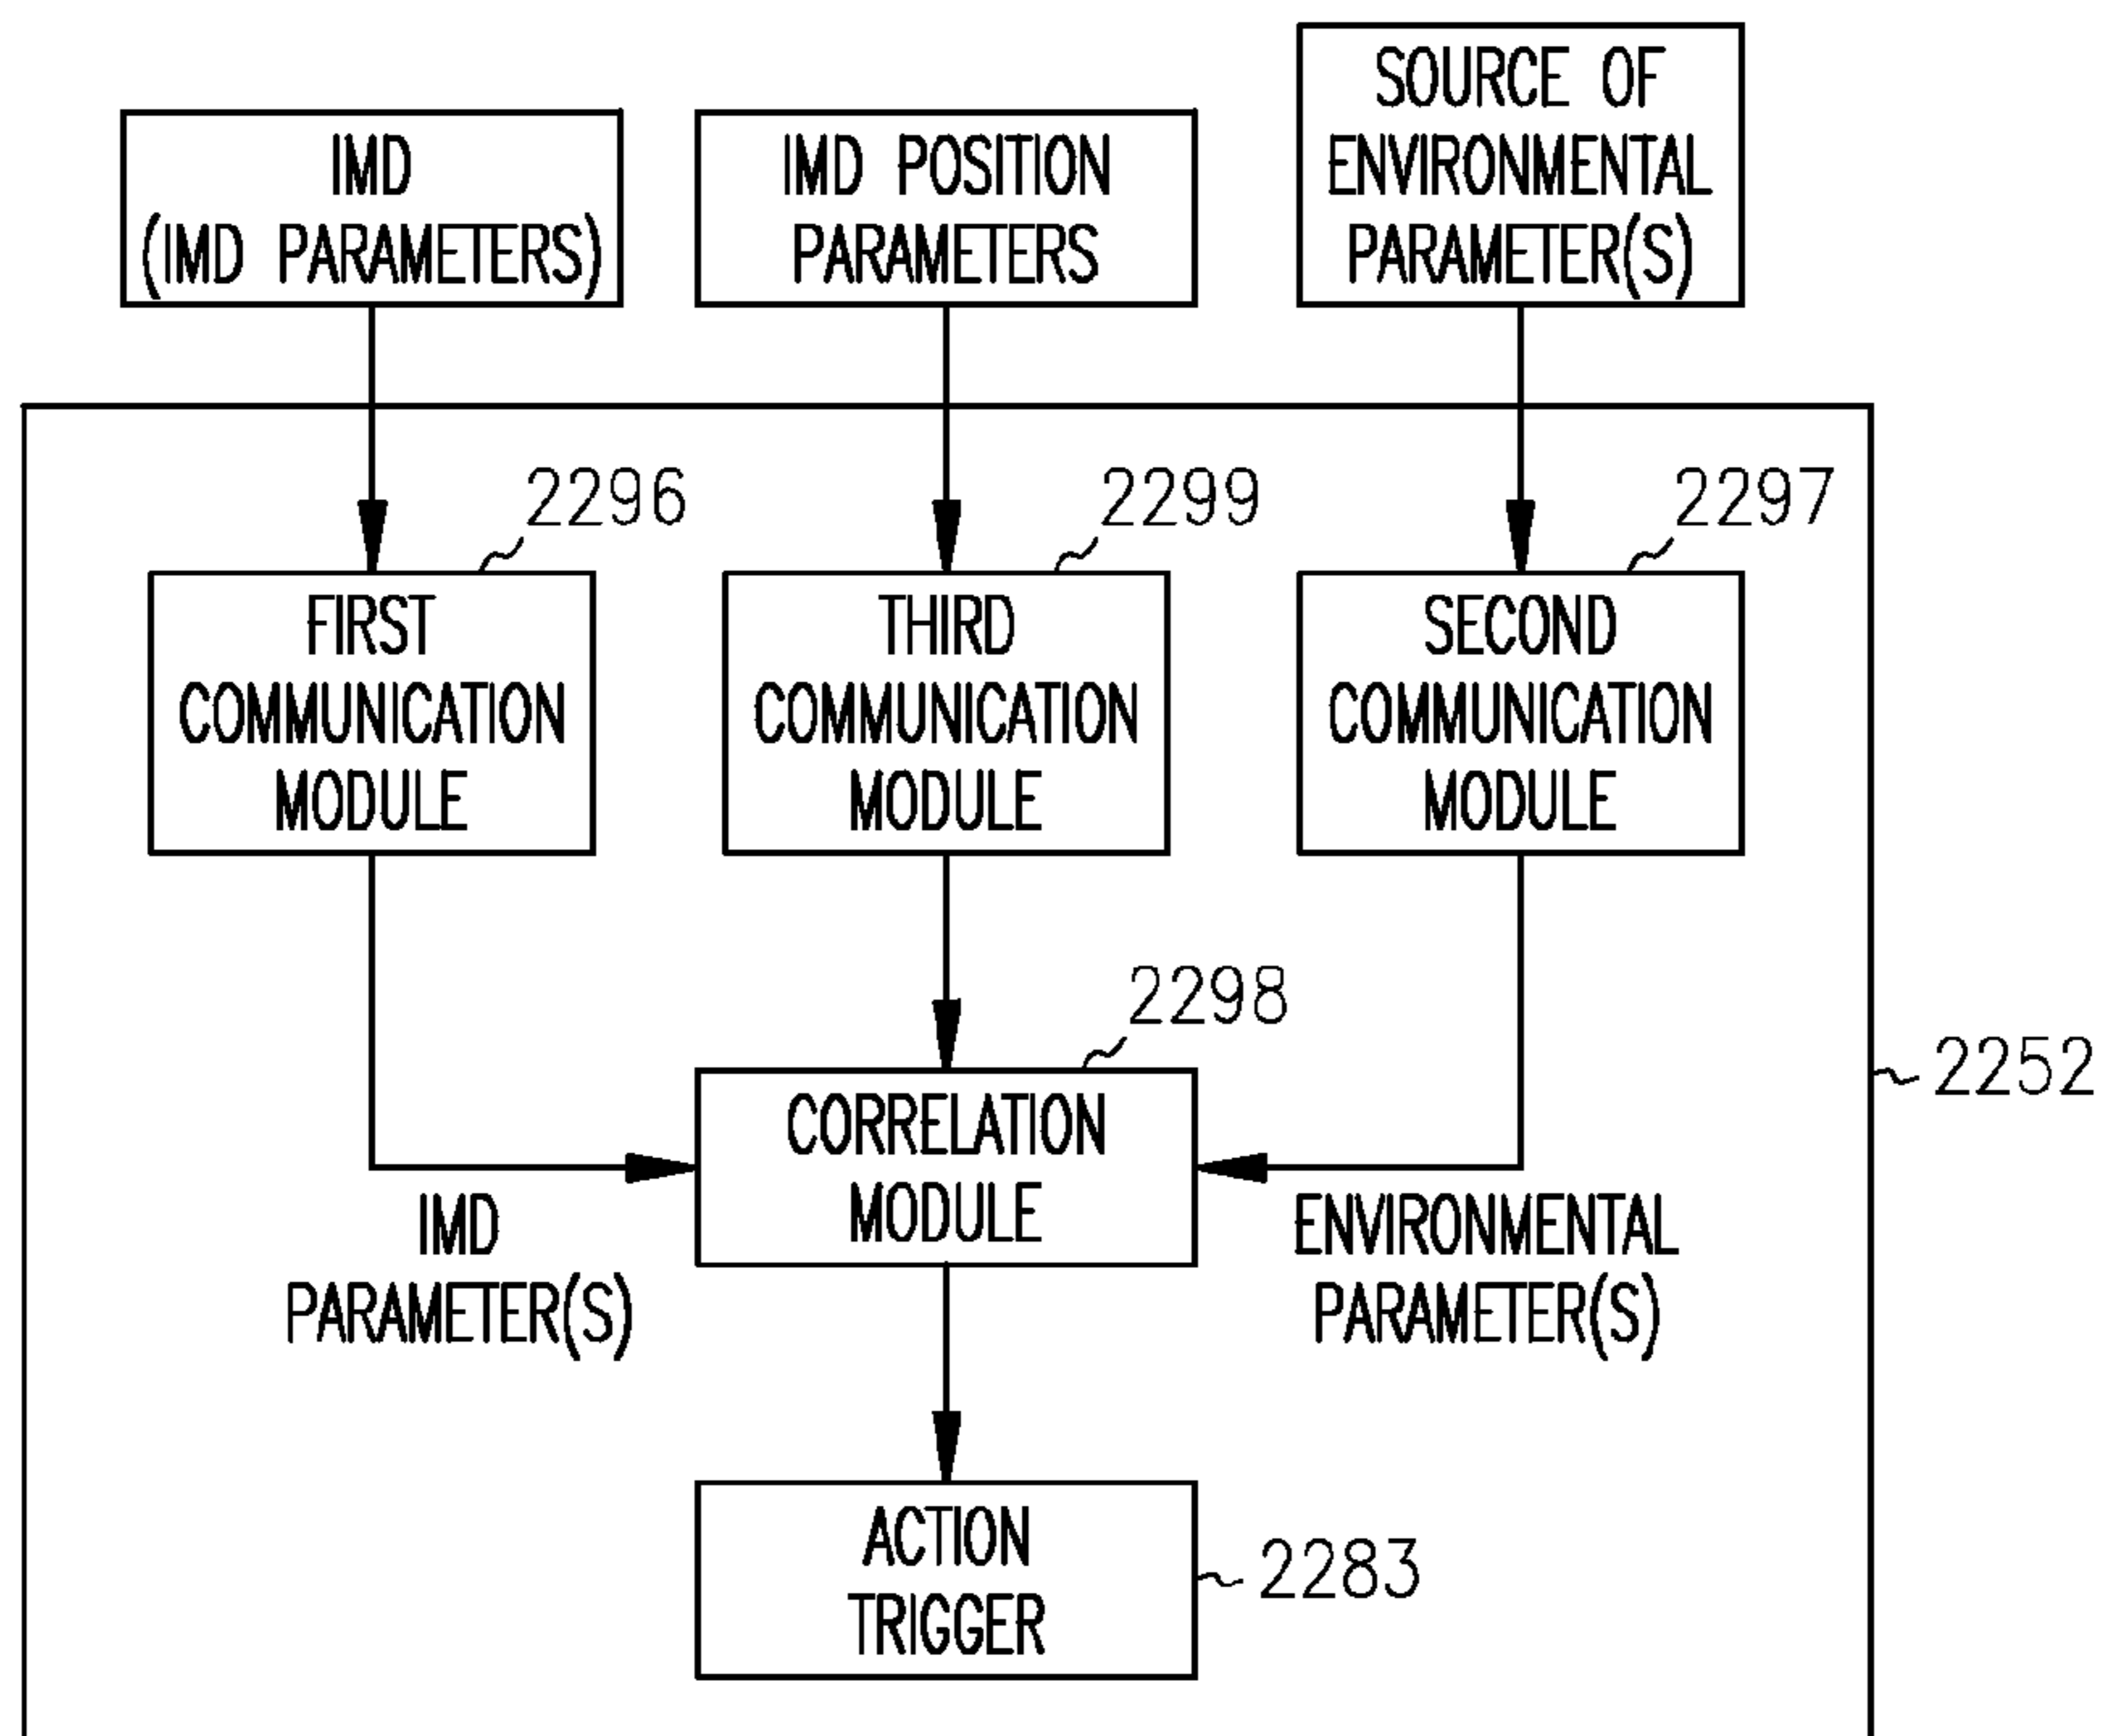 IMD
(IMD PARAMETERS)
IMD POSITION
PARAMETERS
SOURCE OF
ENVIRONMENTAL
PARAMETER(S)
2296
2299
2297
FIRST
COMMUNICATION
MODULE
THIRD
COMMUNICATION
MODULE
SECOND
COMMUNICATION
MODULE
2298
2252
CORRELATION
MODULE
IMD
PARAMETER(S)
ENVIRONMENTAL
PARAMETER(S)
ACTION
TRIGGER
2283